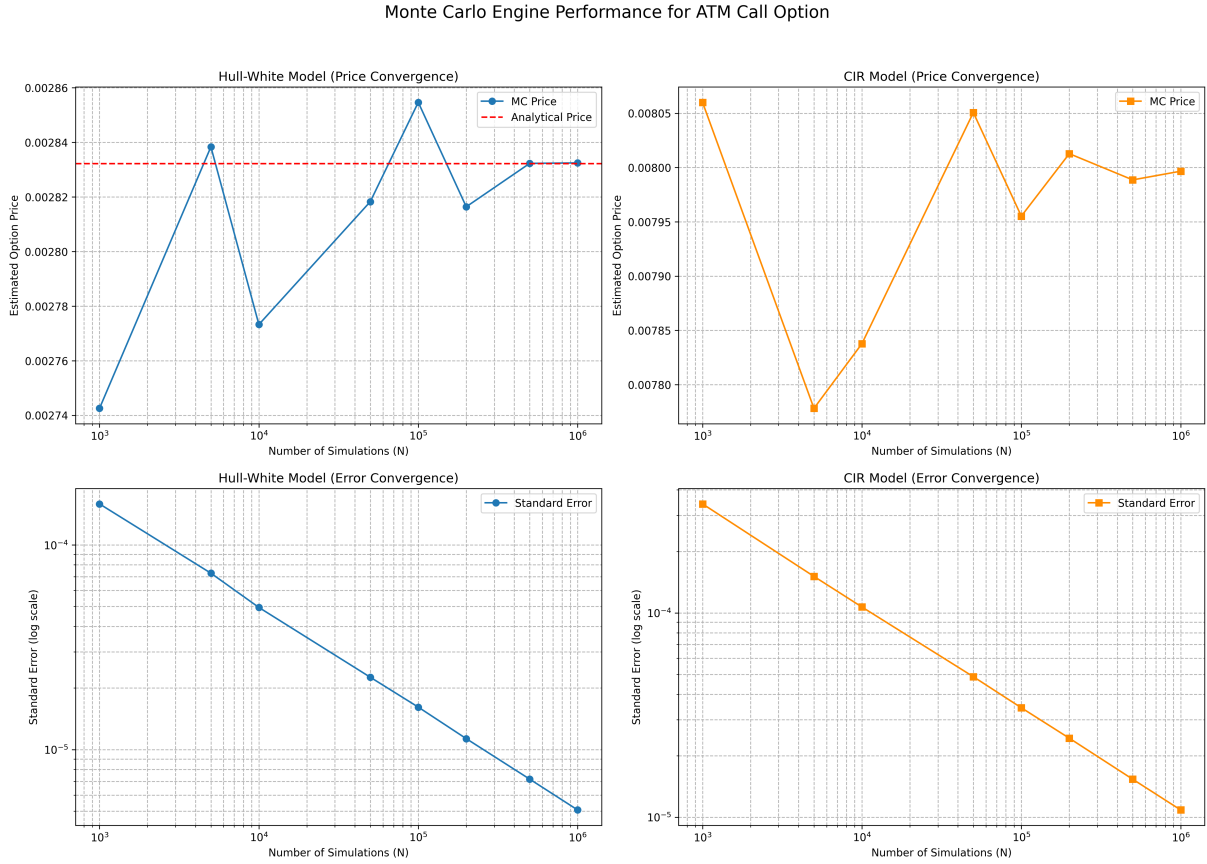 Monte Carlo Engine Performance for ATM Call Option
Hull-White Model (Price Convergence)
MC Price
Analytical Price
Estimated Option Price
0.00286
0.00284
0.00282
0.00280
0.00278
0.00276
0.00274
10³ 10⁴ 10⁵ 10⁶
Number of Simulations (N)
CIR Model (Price Convergence)
MC Price
Estimated Option Price
0.00805
0.00800
0.00795
0.00790
0.00785
0.00780
10³ 10⁴ 10⁵ 10⁶
Number of Simulations (N)
Hull-White Model (Error Convergence)
Standard Error
Standard Error (log scale)
10⁻⁴
10⁻⁵
10³ 10⁴ 10⁵ 10⁶
Number of Simulations (N)
CIR Model (Error Convergence)
Standard Error
Standard Error (log scale)
10⁻⁴
10⁻⁵
10³ 10⁴ 10⁵ 10⁶
Number of Simulations (N)